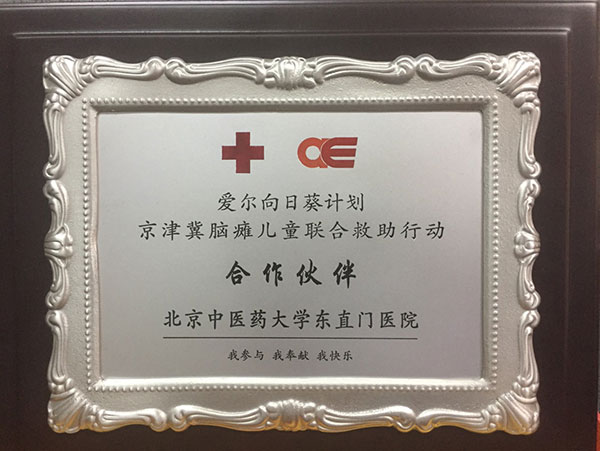 ae
爱尔向日葵计划
京津冀脑瘫儿童联合救助行动
合作伙伴
北京中医药大学东直门医院
我参与 我奉献 我快乐